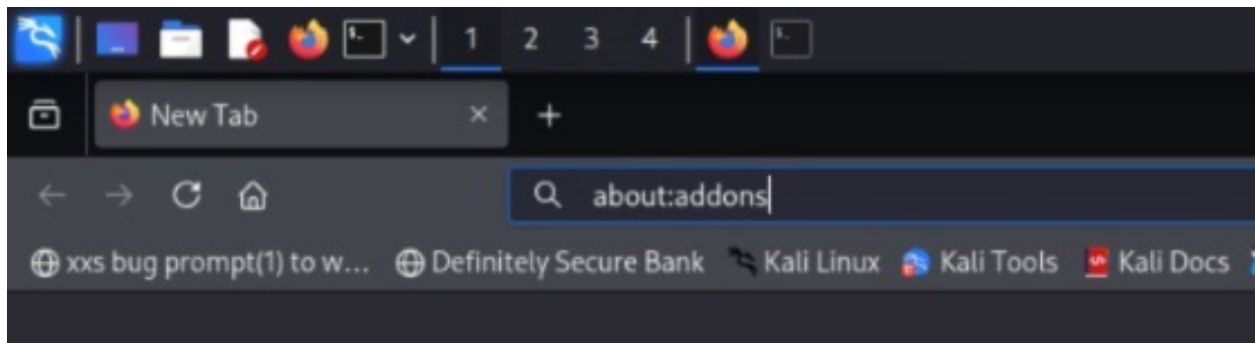 1 2 3 4
New Tab
about:addons
xxs bug prompt(1) to w... Definitely Secure Bank Kali Linux Kali Tools Kali Docs